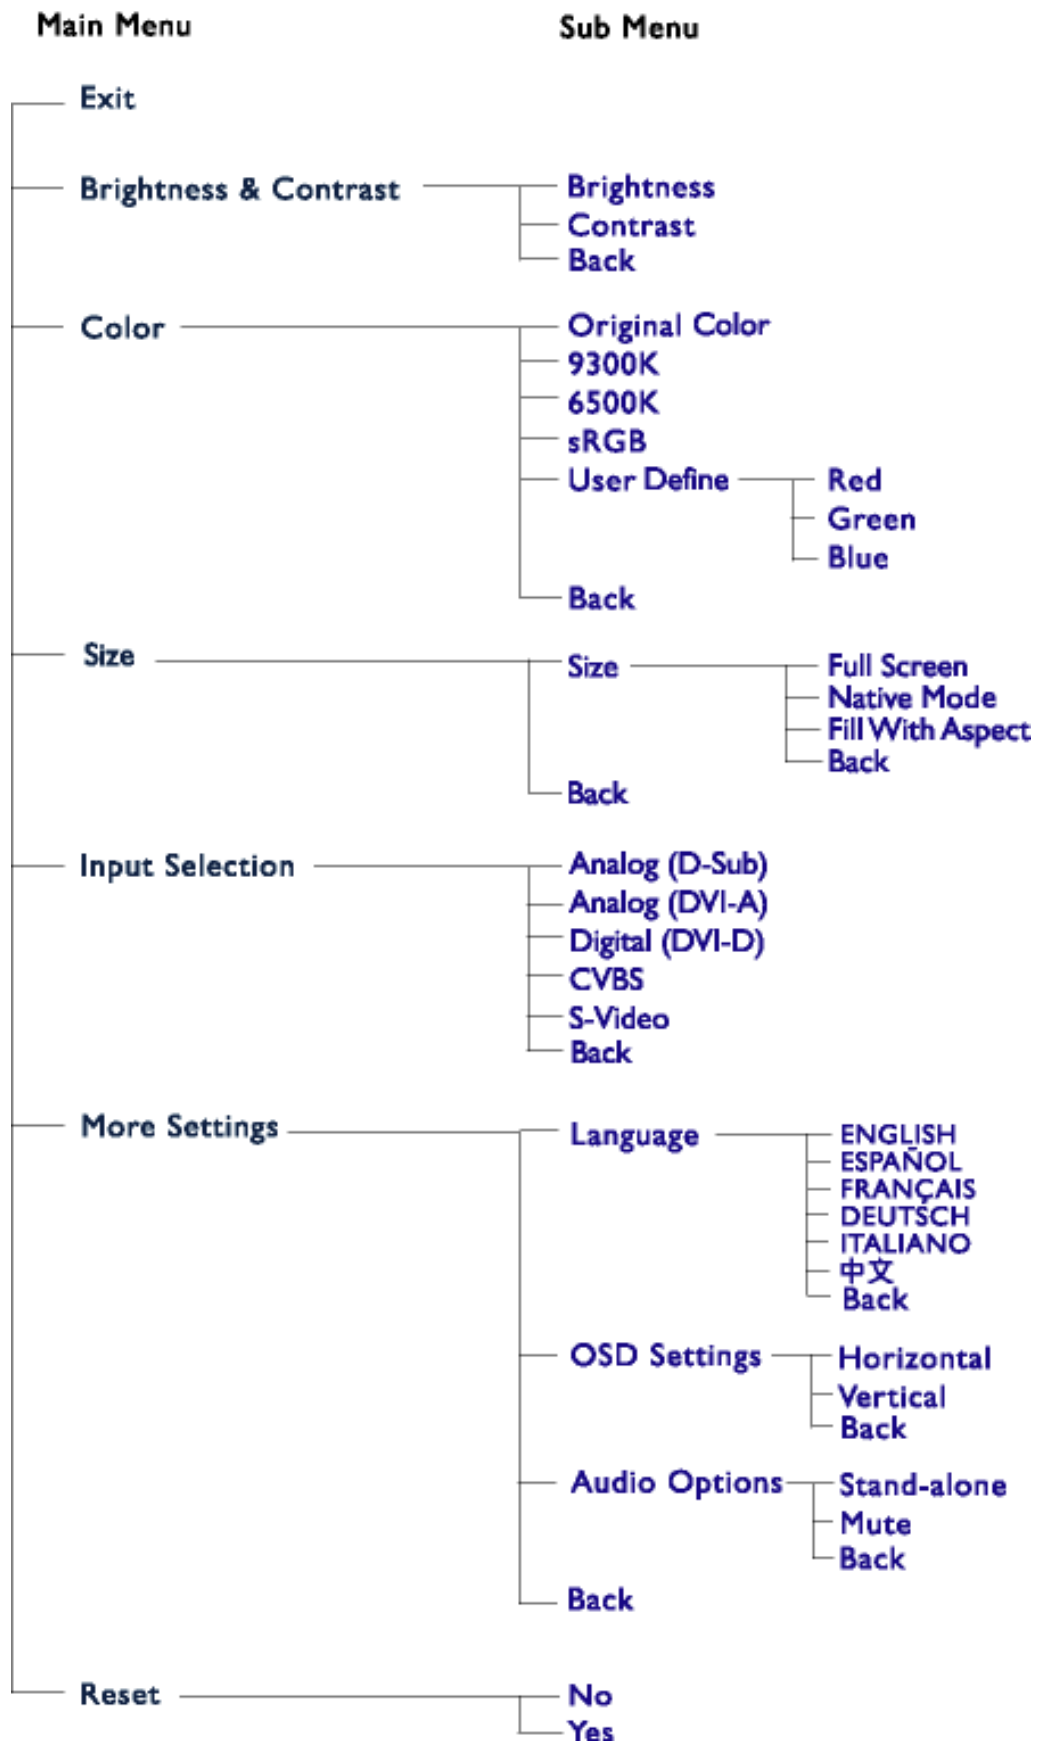 Main Menu
Sub Menu
Exit
Brightness & Contrast
Brightness
Contrast
Back
Color
Original Color
9300K
6500K
sRGB
User Define
Red
Green
Blue
Back
Size
Size
Full Screen
Native Mode
Fill With Aspect
Back
Back
Input Selection
Analog (D-Sub)
Analog (DVI-A)
Digital (DVI-D)
CVBS
S-Video
Back
More Settings
Language
ENGLISH
ESPAÑOL
FRANÇAIS
DEUTSCH
ITALIANO
中文
Back
OSD Settings
Horizontal
Vertical
Back
Audio Options
Stand-alone
Mute
Back
Back
Reset
No
Yes